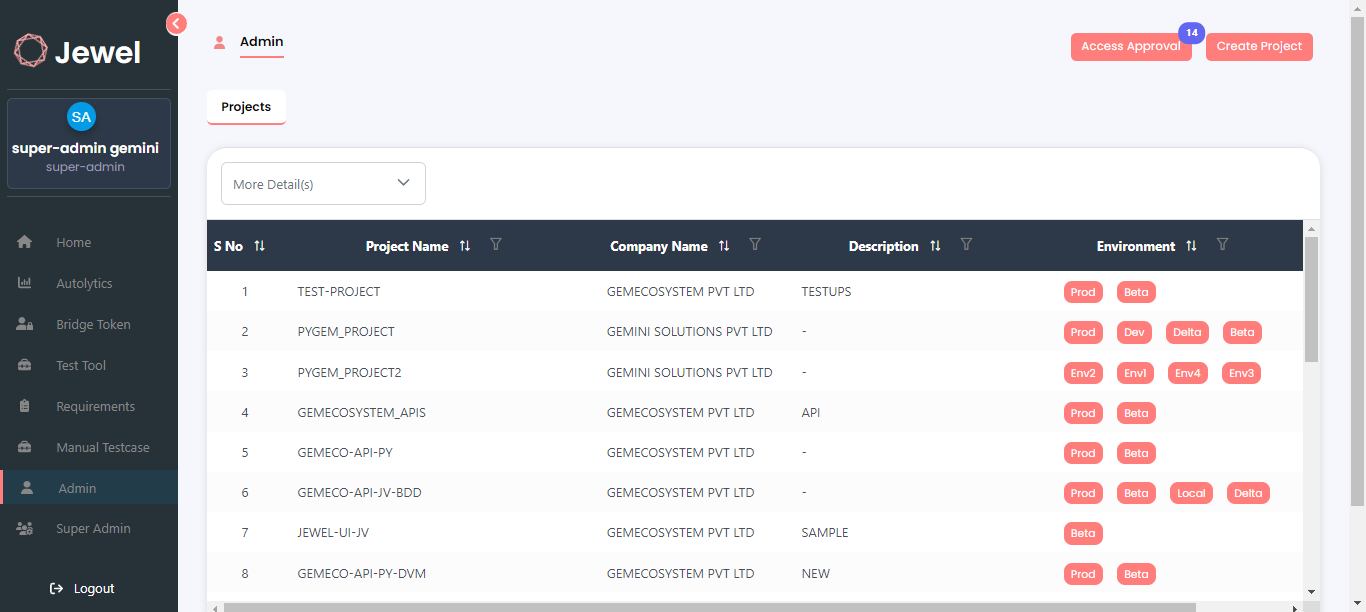 Jewel
SA
super-admin gemini
super-admin
Home
Autolytics
Bridge Token
Test Tool
Requirements
Manual Testcase
Admin
Super Admin
Logout
Admin
Access Approval 14 Create Project
Projects
More Detail(s)
S No Project Name Company Name Description Environment
1 TEST-PROJECT GEMECOSYSTEM PVT LTD TESTUPS Prod Beta
2 PYGEM_PROJECT GEMINI SOLUTIONS PVT LTD - Prod Dev Delta Beta
3 PYGEM_PROJECT2 GEMINI SOLUTIONS PVT LTD - Env2 Env1 Env4 Env3
4 GEMECOSYSTEM_APIS GEMECOSYSTEM PVT LTD API Prod Beta
5 GEMECO-API-PY GEMECOSYSTEM PVT LTD - Prod Beta
6 GEMECO-API-JV-BDD GEMECOSYSTEM PVT LTD - Prod Beta Local Delta
7 JEWEL-UI-JV GEMECOSYSTEM PVT LTD SAMPLE Beta
8 GEMECO-API-PY-DVM GEMECOSYSTEM PVT LTD NEW Prod Beta